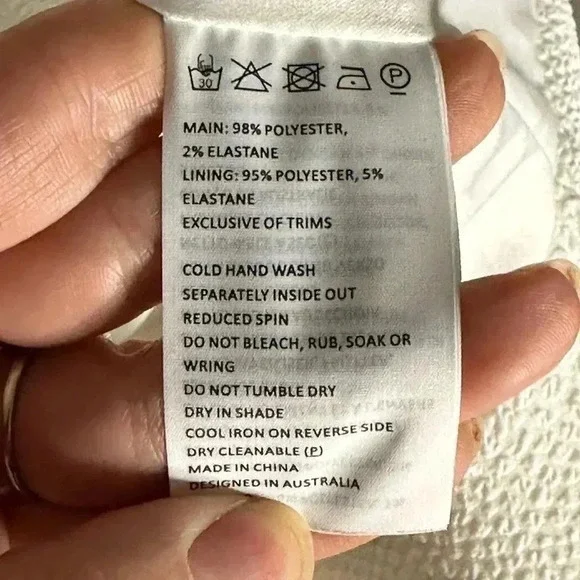 30 P
MAIN: 98% POLYESTER,
2% ELASTANE
LINING: 95% POLYESTER, 5%
ELASTANE
EXCLUSIVE OF TRIMS
COLD HAND WASH
SEPARATELY INSIDE OUT
REDUCED SPIN
DO NOT BLEACH, RUB, SOAK OR
WRING
DO NOT TUMBLE DRY
DRY IN SHADE
COOL IRON ON REVERSE SIDE
DRY CLEANABLE (P)
MADE IN CHINA
DESIGNED IN AUSTRALIA